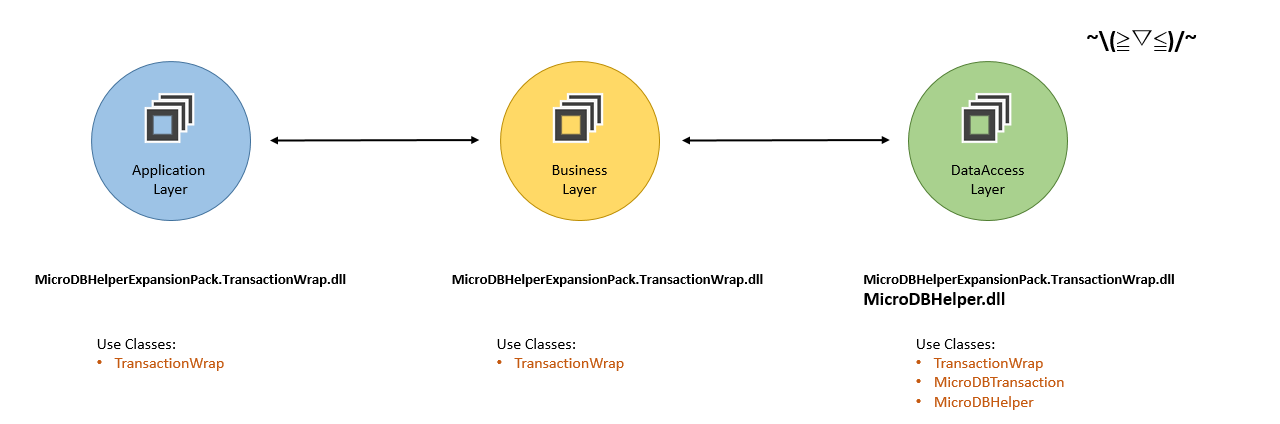 ~\(≧▽≦)/~
Application
Layer
Business
Layer
DataAccess
Layer
MicroDBHelperExpansionPack.TransactionWrap.dll
MicroDBHelperExpansionPack.TransactionWrap.dll
MicroDBHelperExpansionPack.TransactionWrap.dll
MicroDBHelper.dll
Use Classes:
• TransactionWrap
Use Classes:
• TransactionWrap
Use Classes:
• TransactionWrap
• MicroDBTransaction
• MicroDBHelper